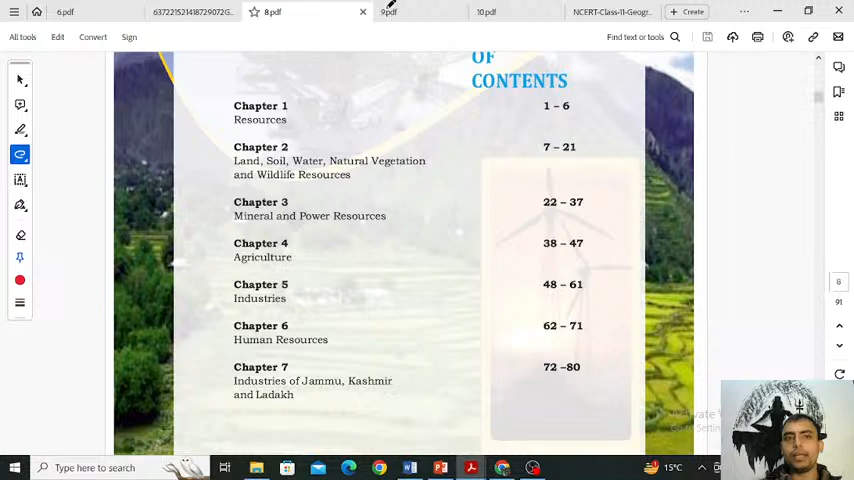 6.pdf
637221521418729072G...
8.pdf
9.pdf
10.pdf
NCERT-Class-11-Geogr...
+ Create
All tools Edit Convert Sign
Find text or tools
OF
CONTENTS
Chapter 1 1 – 6
Resources
Chapter 2 7 – 21
Land, Soil, Water, Natural Vegetation
and Wildlife Resources
Chapter 3 22 – 37
Mineral and Power Resources
Chapter 4 38 – 47
Agriculture
Chapter 5 48 – 61
Industries
Chapter 6 62 – 71
Human Resources
Chapter 7 72 –80
Industries of Jammu, Kashmir
and Ladakh
8
91
Type here to search
15°C